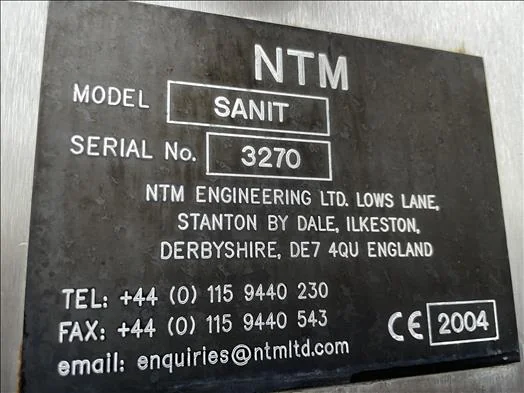 NTM
MODEL SANIT
SERIAL No. 3270
NTM ENGINEERING LTD. LOWS LANE,
STANTON BY DALE, ILKESTON,
DERBYSHIRE, DE7 4QU ENGLAND
TEL: +44 (0) 115 9440 230
FAX: +44 (0) 115 9440 543
CE 2004
email: enquiries@ntmltd.com